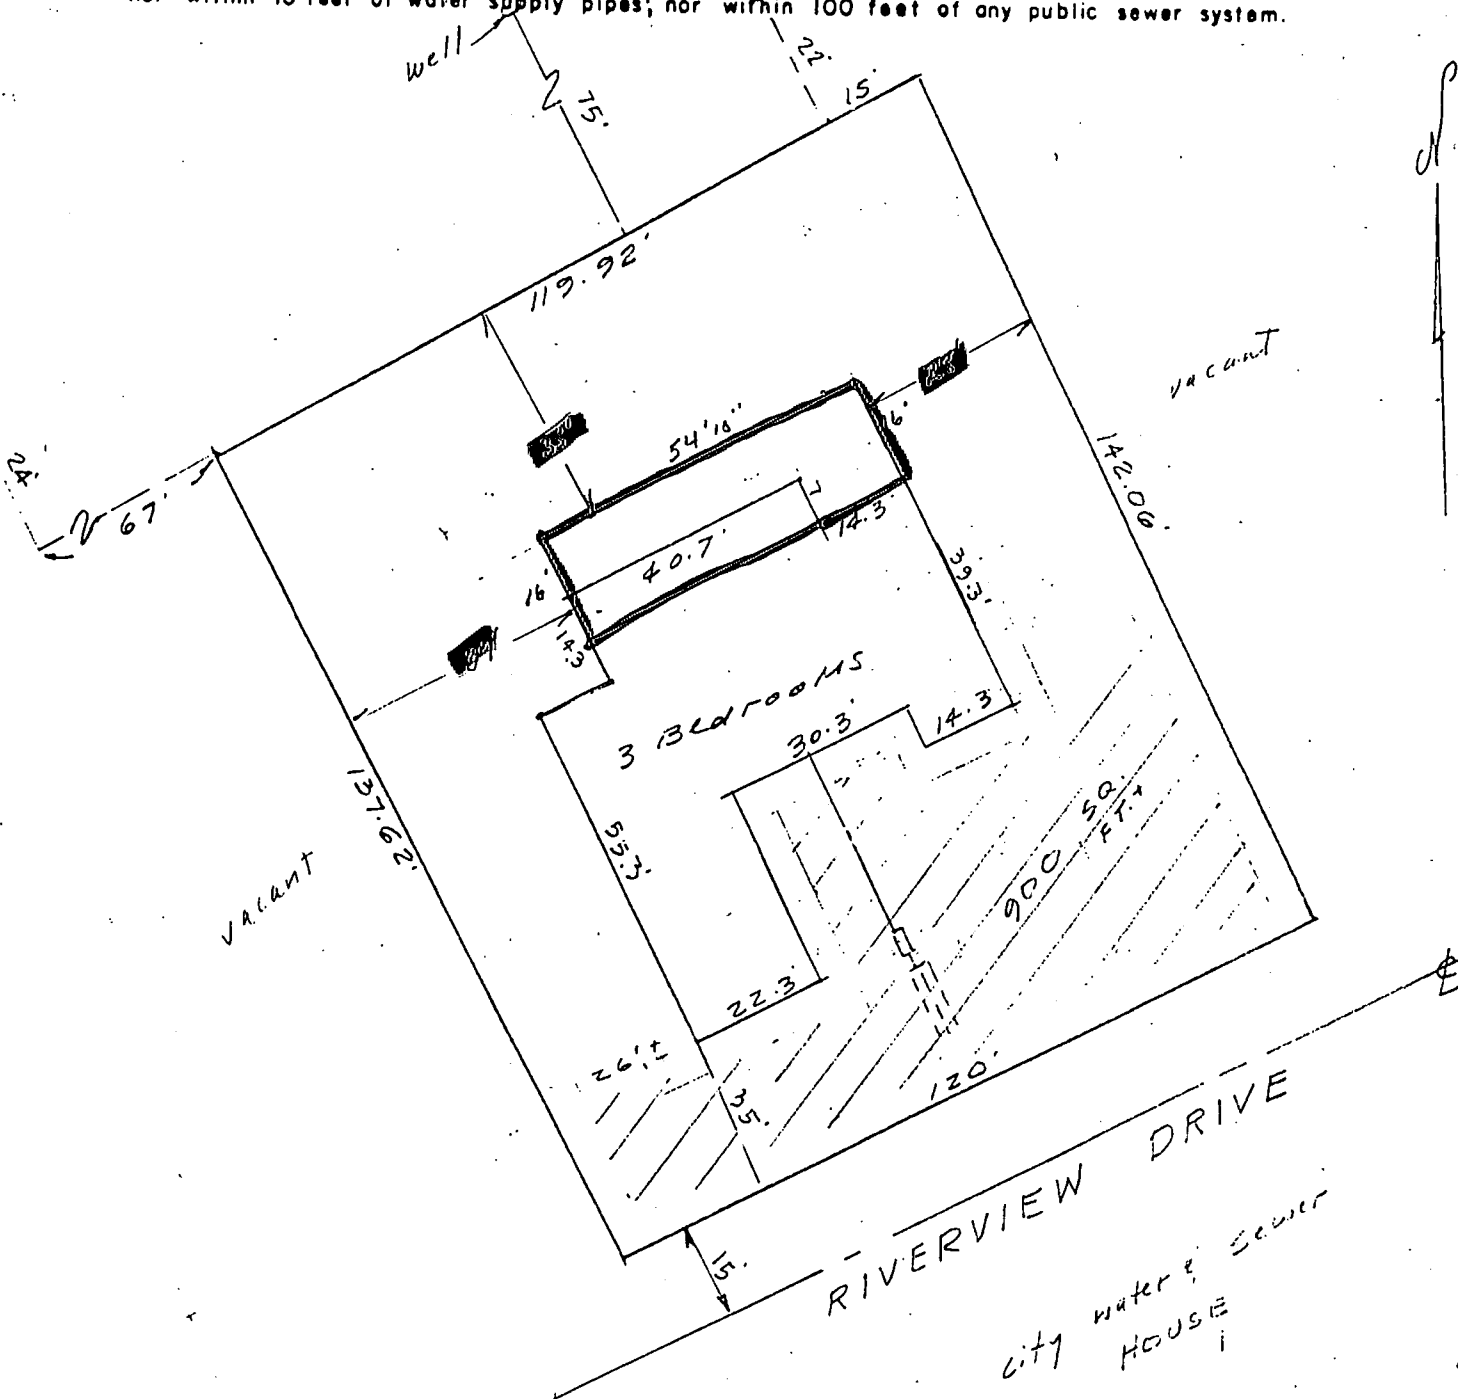 nor within 10 feet of water supply pipes; nor within 100 feet of any public sewer system.
well
75'
22'
15'
N
119.92'
vacant
54'10"
16'
24'
67'
142.06'
14.3'
40.7'
7
16'
39.3'
14.3
3 Bedrooms
30.3'
14.3
137.62'
55.3'
900 SQ.
FT.+
vacant
22.3'
26'±
35'
120'
15'
RIVERVIEW DRIVE
city water & sewer
HOUSE